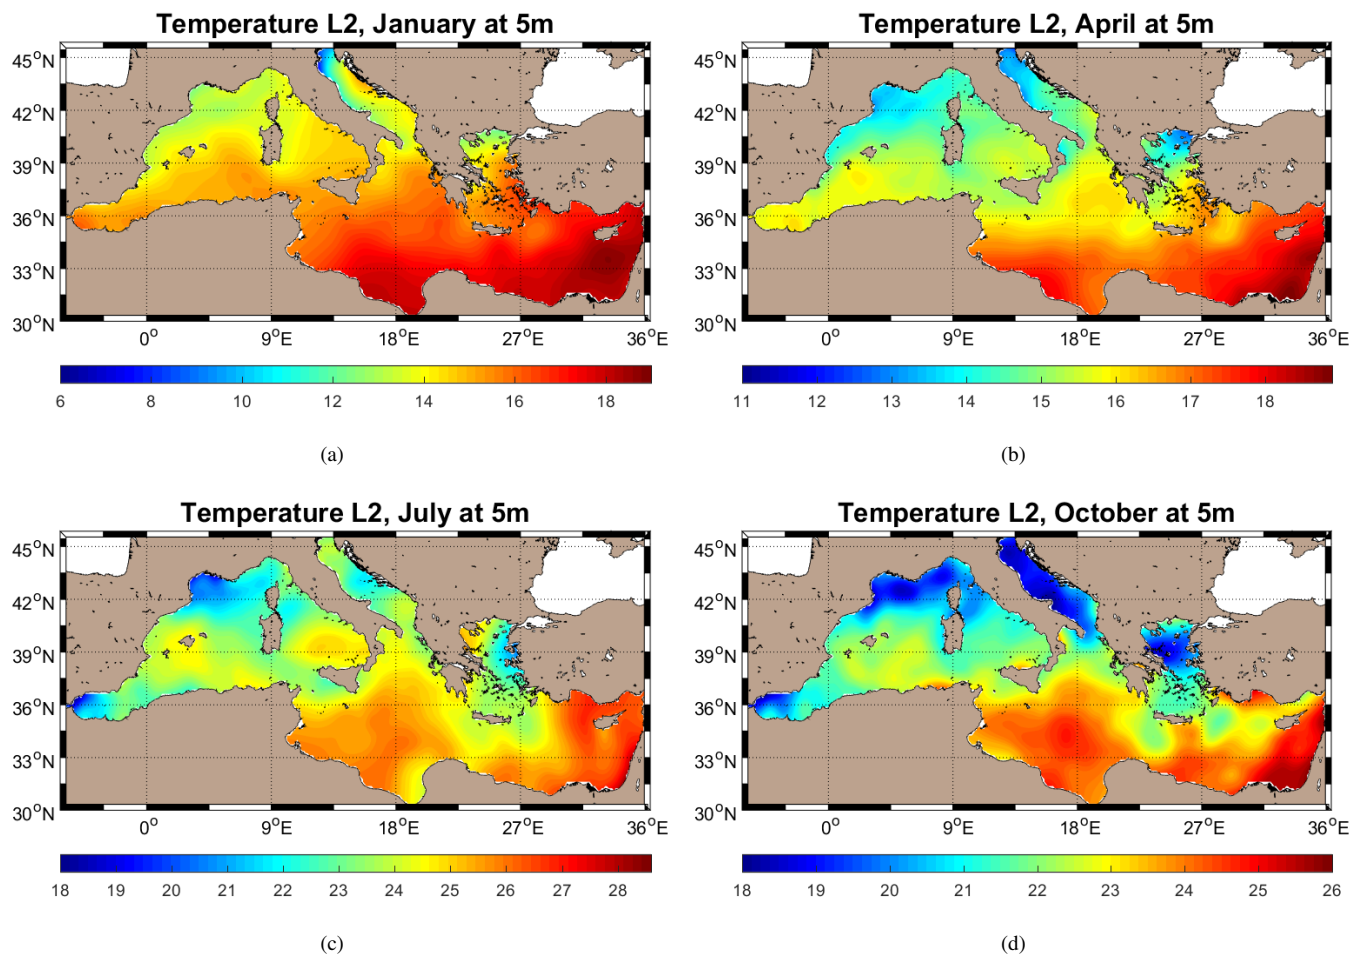 Temperature L2, January at 5m
Temperature L2, April at 5m
45°N
42°N
39°N
36°N
33°N
30°N
0°
9°E
18°E
27°E
36°E
6 8 10 12 14 16 18
45°N
42°N
39°N
36°N
33°N
30°N
0°
9°E
18°E
27°E
36°E
11 12 13 14 15 16 17 18
(a)
(b)
Temperature L2, July at 5m
Temperature L2, October at 5m
45°N
42°N
39°N
36°N
33°N
30°N
0°
9°E
18°E
27°E
36°E
18 19 20 21 22 23 24 25 26 27 28
45°N
42°N
39°N
36°N
33°N
30°N
0°
9°E
18°E
27°E
36°E
18 19 20 21 22 23 24 25 26
(c)
(d)